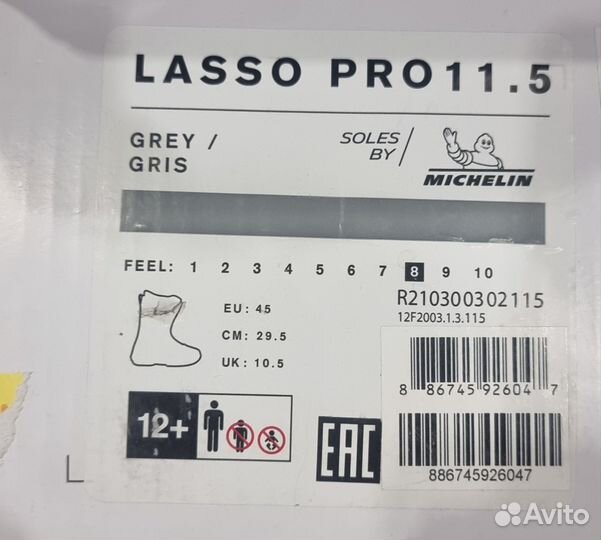 LASSO PRO 11.5
GREY /
GRIS
SOLES
BY
MICHELIN
FEEL: 1 2 3 4 5 6 7 8 9 10
R210300302115
12F2003.1.3.115
EU: 45
CM: 29.5
UK: 10.5
8 86745 92604 7
12+
EAC
886745926047
Avito